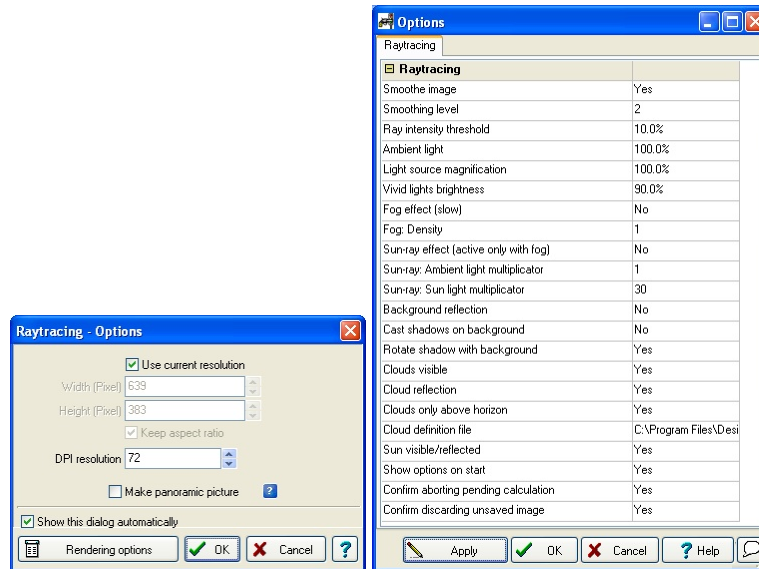 Raytracing - Options
Use current resolution
Width (Pixel) 639
Height (Pixel) 383
Keep aspect ratio
DPI resolution 72
Make panoramic picture ?
Show this dialog automatically
Rendering options OK Cancel ?
Options
Raytracing
Raytracing
Smoothe image Yes
Smoothing level 2
Ray intensity threshold 10.0%
Ambient light 100.0%
Light source magnification 100.0%
Vivid lights brightness 90.0%
Fog effect (slow) No
Fog: Density 1
Sun-ray effect (active only with fog) No
Sun-ray: Ambient light multiplicator 1
Sun-ray: Sun light multiplicator 30
Background reflection No
Cast shadows on background No
Rotate shadow with background Yes
Clouds visible Yes
Cloud reflection Yes
Clouds only above horizon Yes
Cloud definition file C:\Program Files\Desi
Sun visible/reflected Yes
Show options on start Yes
Confirm aborting pending calculation Yes
Confirm discarding unsaved image Yes
Apply OK Cancel ? Help